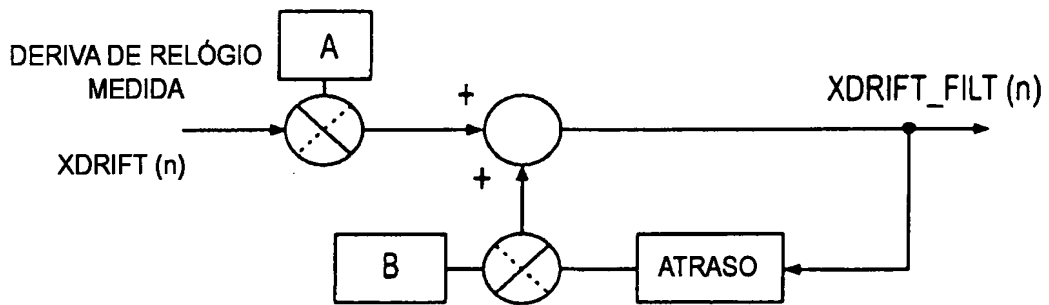 DERIVA DE RELÓGIO
MEDIDA
A
XDRIFT (n)
+
+
XDRIFT_FILT (n)
B
ATRASO